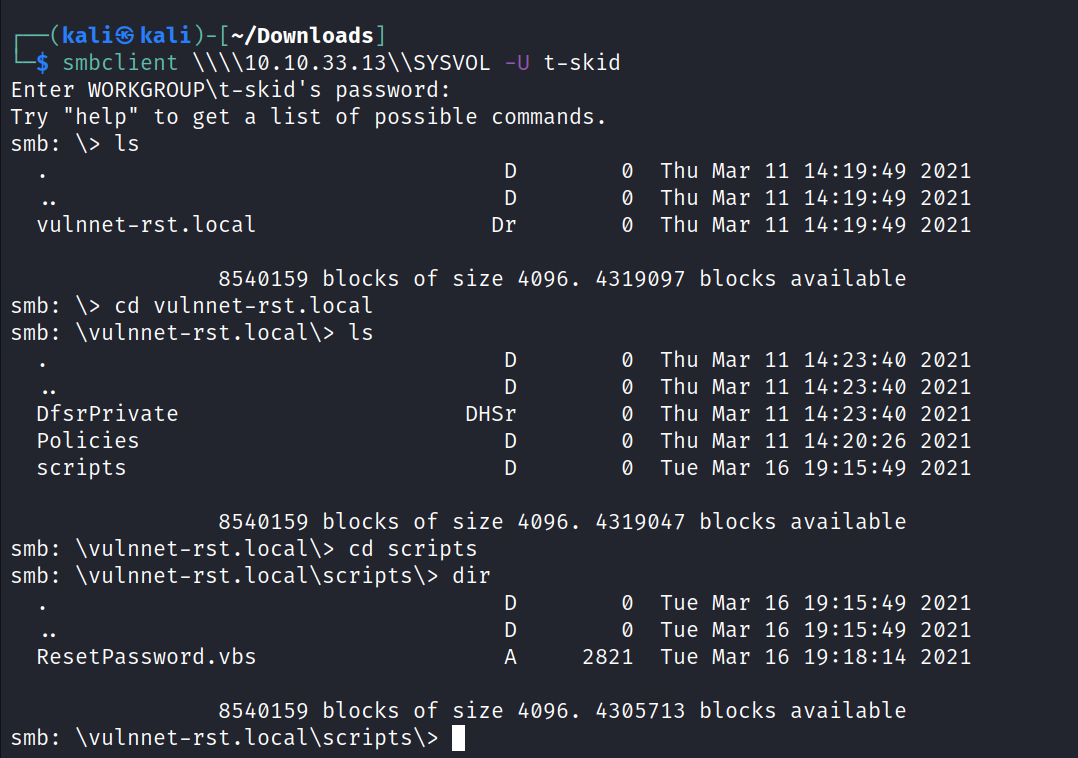 ┌──(kali㉿kali)-[~/Downloads]
└─$ smbclient \\\\10.10.33.13\\SYSVOL -U t-skid
Enter WORKGROUP\t-skid's password:
Try "help" to get a list of possible commands.
smb: \> ls
  .                                   D        0  Thu Mar 11 14:19:49 2021
  ..                                  D        0  Thu Mar 11 14:19:49 2021
  vulnnet-rst.local                  Dr        0  Thu Mar 11 14:19:49 2021
                8540159 blocks of size 4096. 4319097 blocks available
smb: \> cd vulnnet-rst.local
smb: \vulnnet-rst.local\> ls
  .                                   D        0  Thu Mar 11 14:23:40 2021
  ..                                  D        0  Thu Mar 11 14:23:40 2021
  DfsrPrivate                      DHSr        0  Thu Mar 11 14:23:40 2021
  Policies                            D        0  Thu Mar 11 14:20:26 2021
  scripts                             D        0  Tue Mar 16 19:15:49 2021
                8540159 blocks of size 4096. 4319047 blocks available
smb: \vulnnet-rst.local\> cd scripts
smb: \vulnnet-rst.local\scripts\> dir
  .                                   D        0  Tue Mar 16 19:15:49 2021
  ..                                  D        0  Tue Mar 16 19:15:49 2021
  ResetPassword.vbs                   A     2821  Tue Mar 16 19:18:14 2021
                8540159 blocks of size 4096. 4305713 blocks available
smb: \vulnnet-rst.local\scripts\>